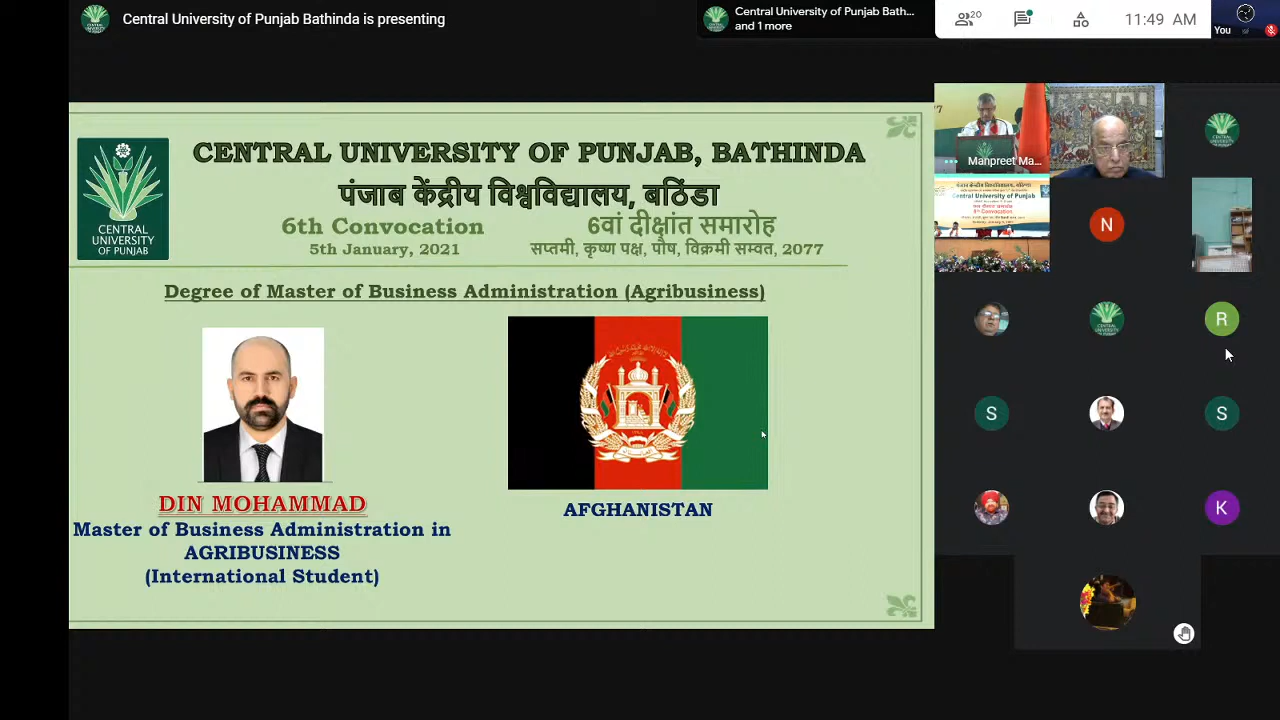 Central University of Punjab Bathinda is presenting
Central University of Punjab Bath...
and 1 more
20
11:49 AM
You
CENTRAL UNIVERSITY OF PUNJAB, BATHINDA
पंजाब केंद्रीय विश्वविद्यालय, बठिंडा
6th Convocation
6वां दीक्षांत समारोह
5th January, 2021
सप्तमी, कृष्ण पक्ष, पौष, विक्रमी सम्वत, 2077
CENTRAL
UNIVERSITY
OF PUNJAB
Degree of Master of Business Administration (Agribusiness)
DIN MOHAMMAD
Master of Business Administration in
AGRIBUSINESS
(International Student)
AFGHANISTAN
Manpreet Ma...
Central University of Punjab
N
R
S
S
K